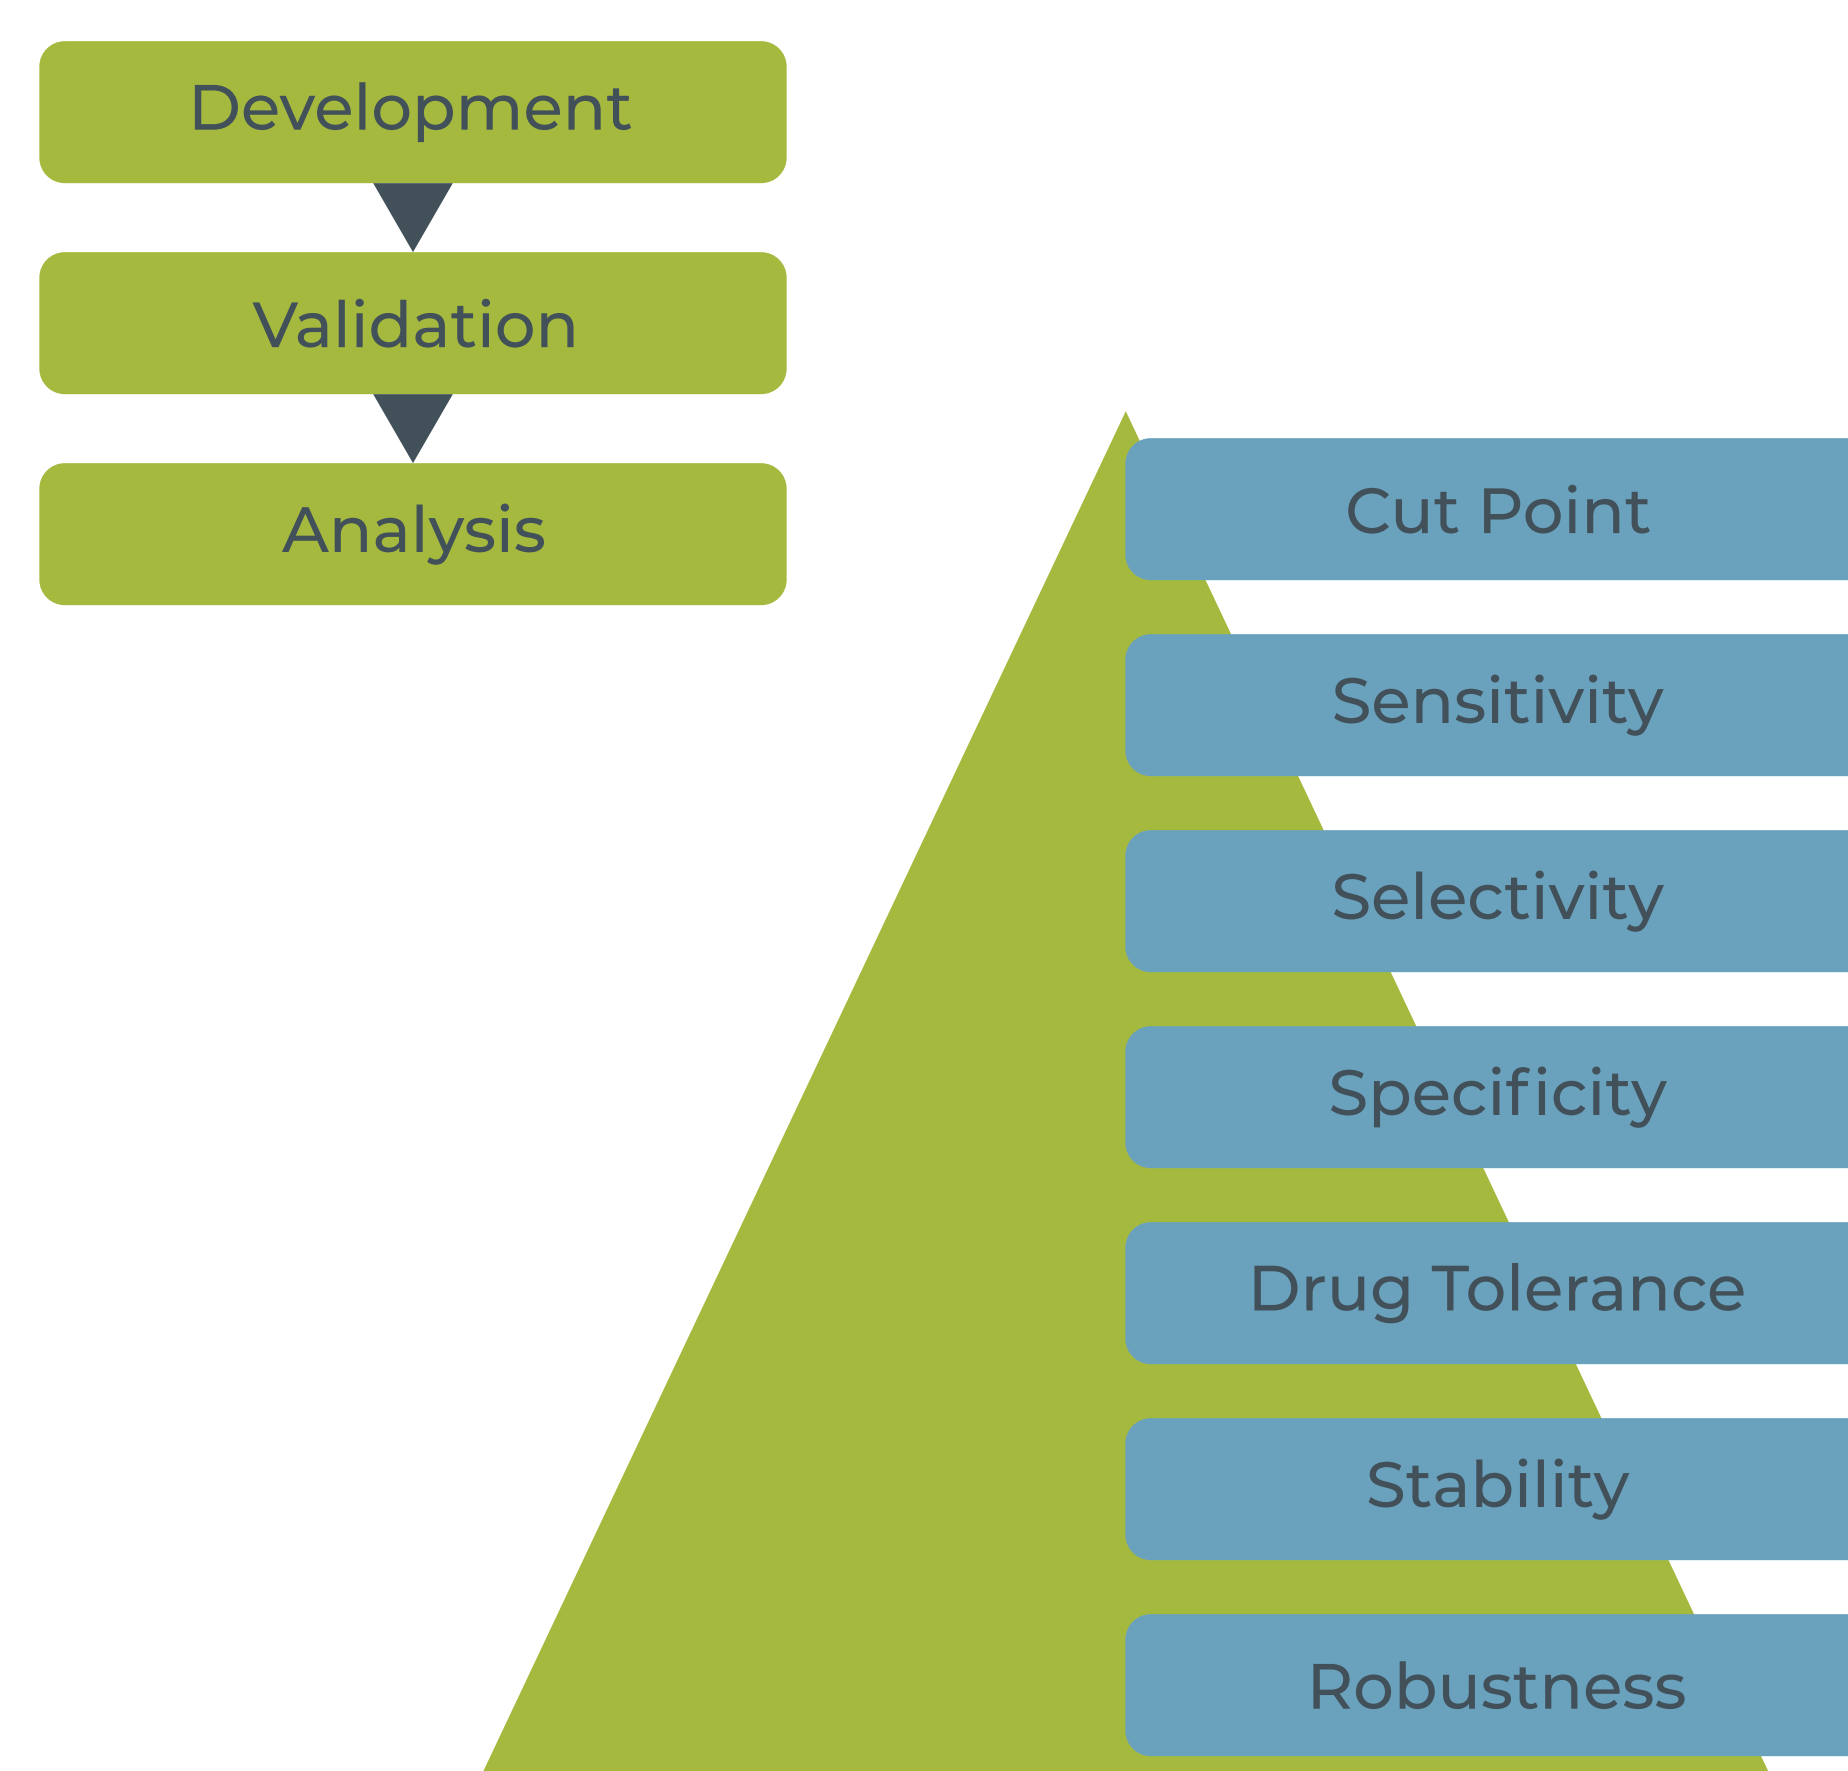 Development
Validation
Analysis
Cut Point
Sensitivity
Selectivity
Specificity
Drug Tolerance
Stability
Robustness